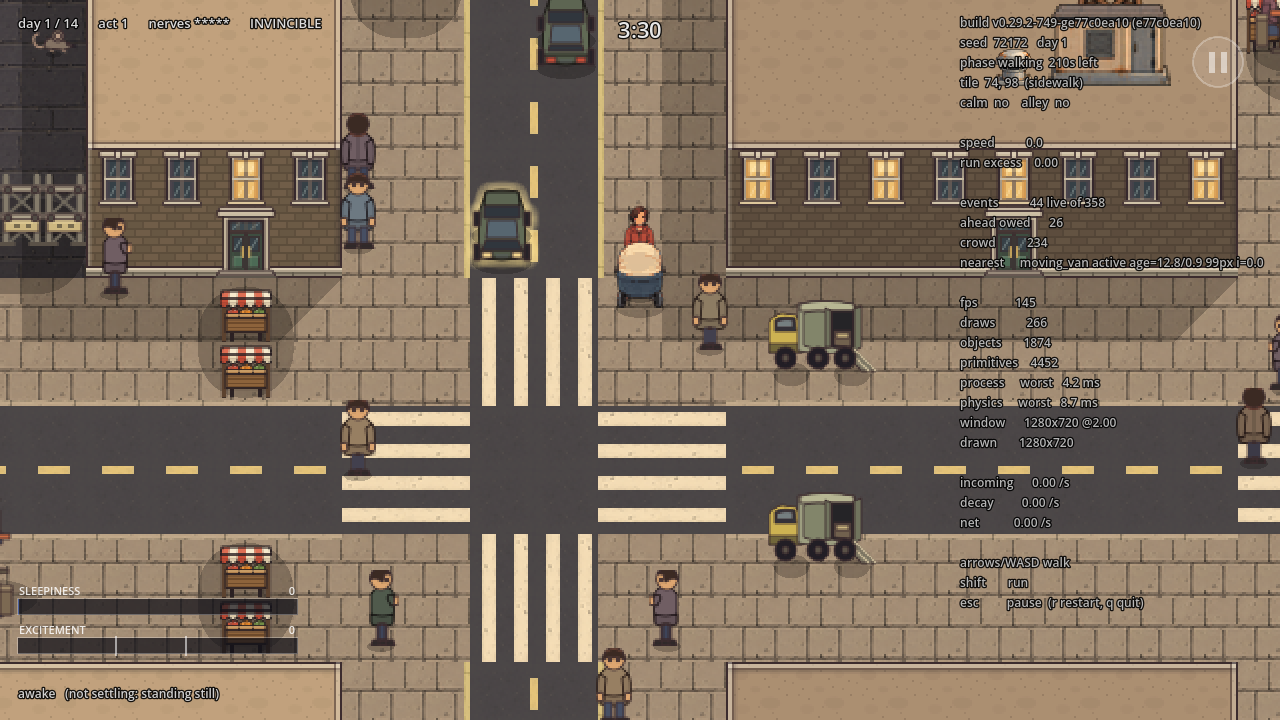 day 1 / 14 act 1 nerves ***** INVINCIBLE
3:30
build v0.29.2-749-ge77c0ea10 (e77c0ea10)
seed 72172 day 1
phase walking 210s left
tile 74, 98 (sidewalk)
calm no alley no
speed 0.0
run excess 0.00
events 44 live of 358
ahead owed 26
crowd 234
nearest moving_van active age=12.8/0.9 99px i=0.0
fps 145
draws 266
objects 1874
primitives 4452
process worst 4.2 ms
physics worst 8.7 ms
window 1280x720 @2.00
drawn 1280x720
incoming 0.00 /s
decay 0.00 /s
net 0.00 /s
arrows/WASD walk
shift run
esc pause (r restart, q quit)
SLEEPINESS 0
EXCITEMENT 0
awake (not settling: standing still)